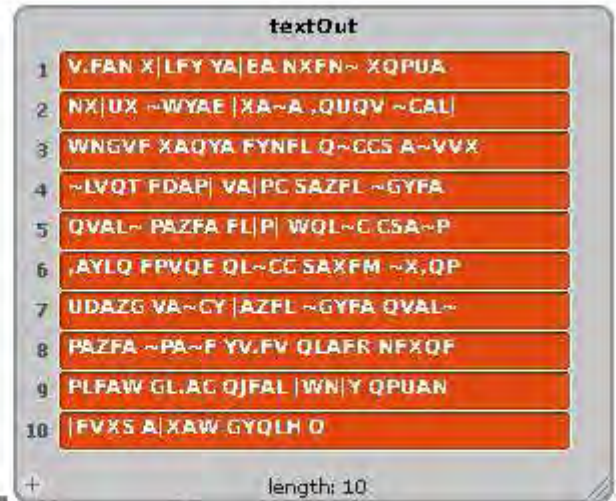 textOut
1 V.FAN X|LFY YA|EA NXFN~ XQPUA
2 NX|UX ~WYAE |XA~A ,QUQV ~CAL|
3 WNGVF XAQYA FYNFL Q~CCS A~VVX
4 ~LVQT FDAP| VA|PC SAZFL ~GYFA
5 QVAL~ PAZFA FL|P| WQL~C CSA~P
6 ,AYLQ FPVQE QL~CC SAXFM ~X,QP
7 UDAZG VA~GY |AZFL ~GYFA QVAL~
8 PAZFA ~PA~F YV.FV QLAFR NFXQF
9 PLFAW GL.AC QJFAL |WN|Y QPUAN
10 |FVXS A|XAW GYQLH Q
+ length: 10